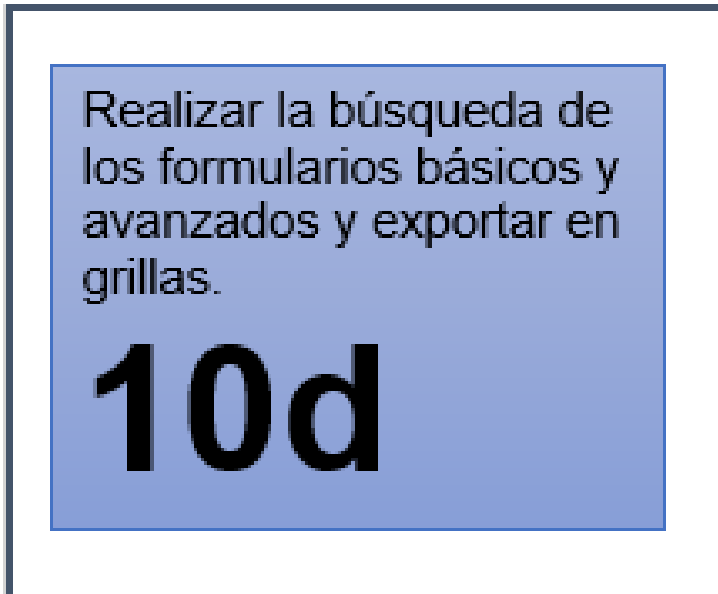 Realizar la búsqueda de
los formularios básicos y
avanzados y exportar en
grillas.
10d